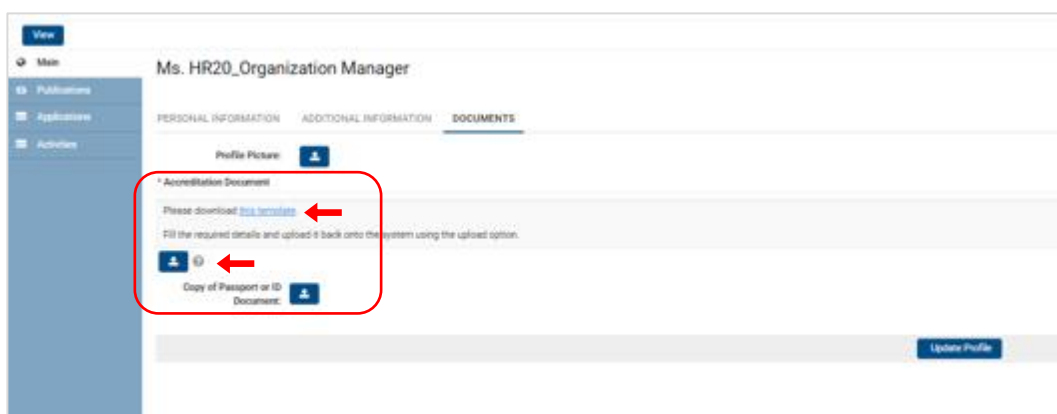 View
Main
Ms. HR20_Organization Manager
Publications
Applications
PERSONAL INFORMATION ADDITIONAL INFORMATION DOCUMENTS
Activities
Profile Picture:
* Accreditation Document
Please download this template.
Fill the required details and upload it back onto the system using the upload option.
Copy of Passport or ID
Document:
Update Profile